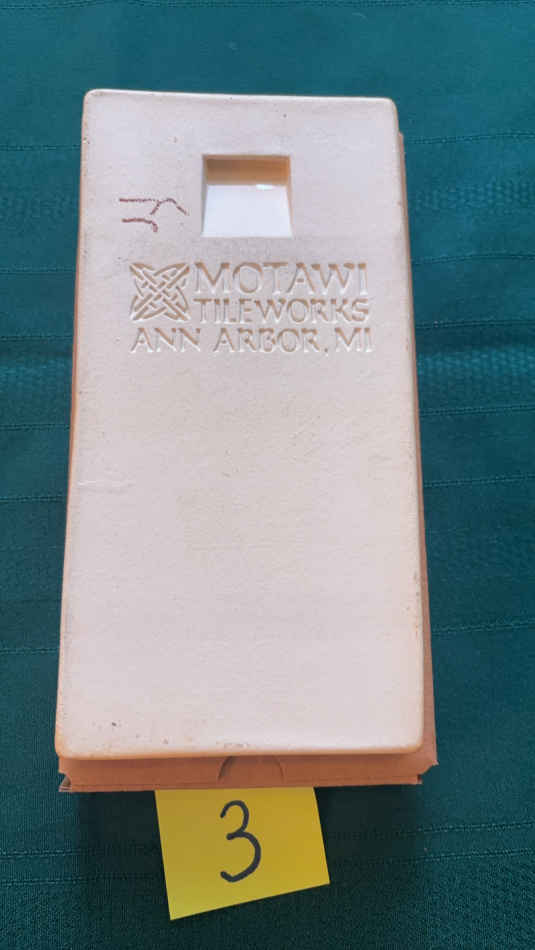 MOTAWI
TILEWORKS
ANN ARBOR, MI
3